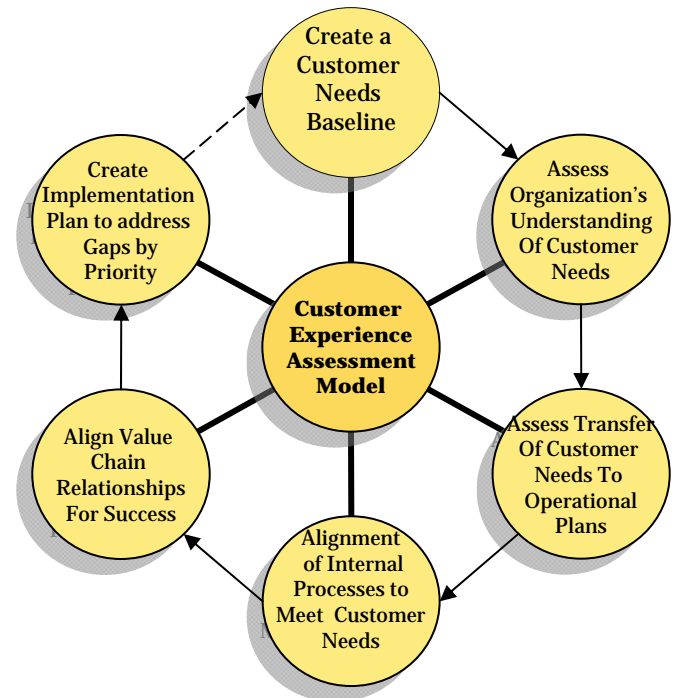 Create a
Customer
Needs
Baseline
Assess
Organization’s
Understanding
Of Customer
Needs
Assess Transfer
Of Customer
Needs To
Operational
Plans
Alignment
of Internal
Processes to
Meet Customer
Needs
Align Value
Chain
Relationships
For Success
Create
Implementation
Plan to address
Gaps by
Priority
Customer
Experience
Assessment
Model